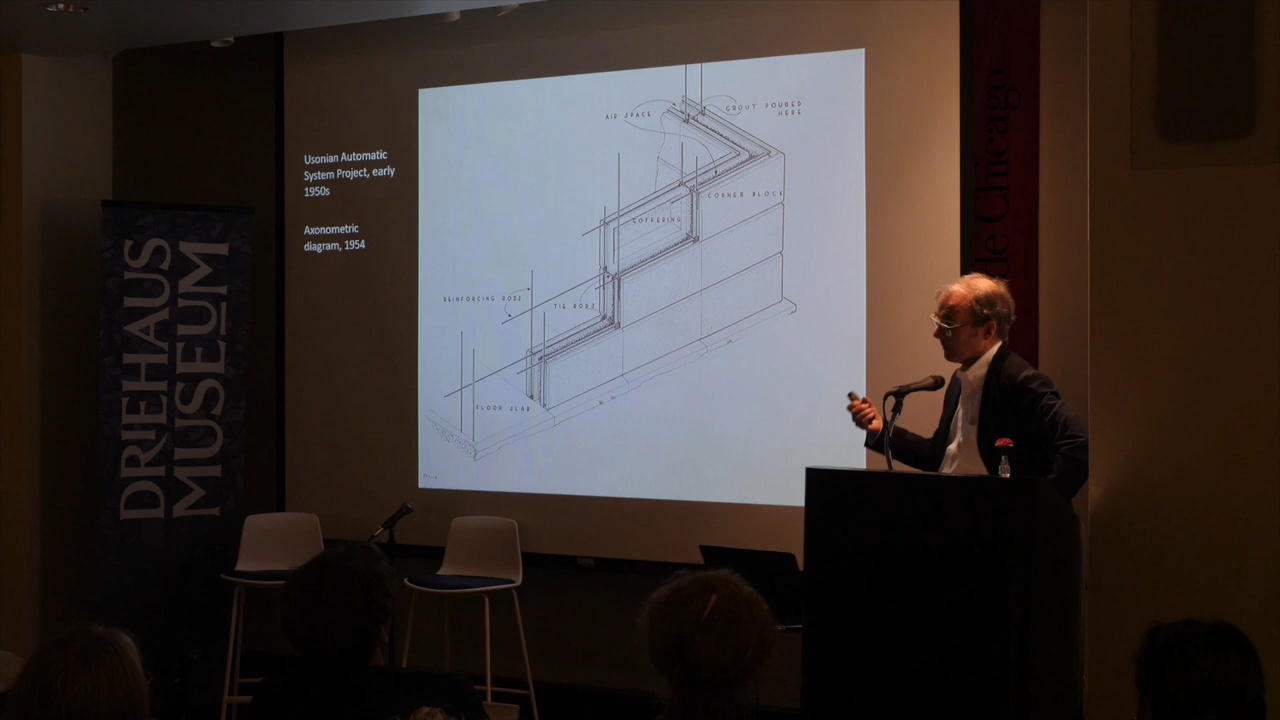 Usonian Automatic
System Project, early
1950s
Axonometric
diagram, 1954
AIR SPACE
GROUT POURED
HERE
CORNER BLOCK
COFFERING
REINFORCING RODS
TIE RODS
FLOOR SLAB
DRIEHAUS
MUSEUM
de Chicago